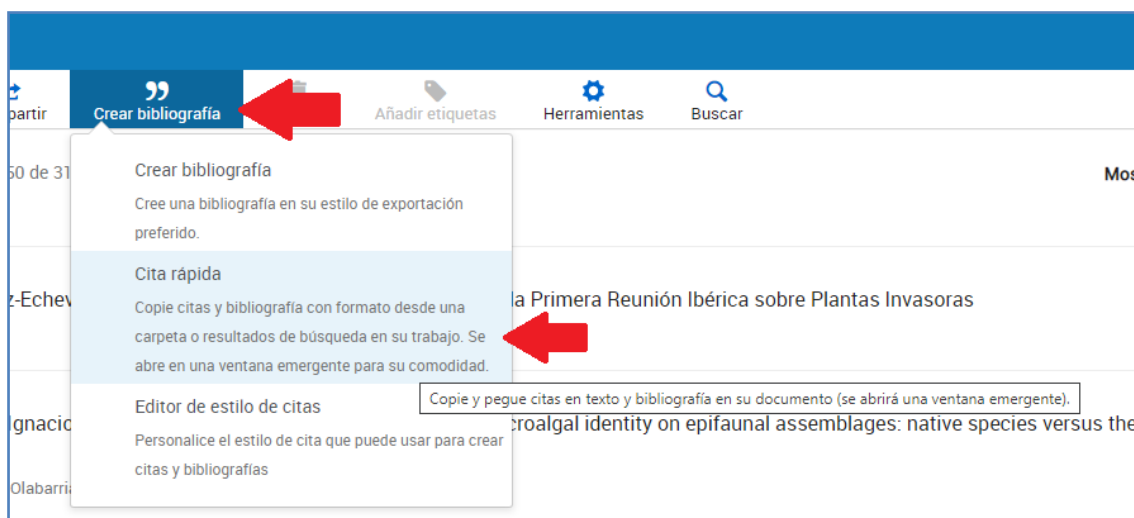 partir
Crear bibliografía
Añadir etiquetas
Herramientas
Buscar
50 de 31
Mos
Crear bibliografía
Cree una bibliografía en su estilo de exportación
preferido.
Cita rápida
Copie citas y bibliografía con formato desde una
carpeta o resultados de búsqueda en su trabajo. Se
abre en una ventana emergente para su comodidad.
z-Echev
la Primera Reunión Ibérica sobre Plantas Invasoras
Copie y pegue citas en texto y bibliografía en su documento (se abrirá una ventana emergente).
Editor de estilo de citas
Personalice el estilo de cita que puede usar para crear
citas y bibliografías
gnacio
croalgal identity on epifaunal assemblages: native species versus the
Olabarria